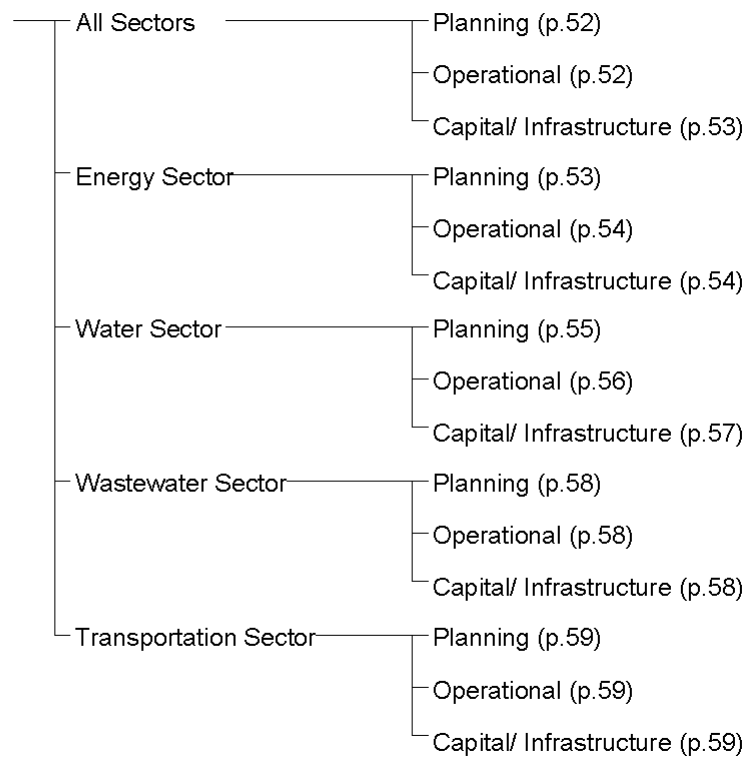 All Sectors Planning (p.52)
Operational (p.52)
Capital/ Infrastructure (p.53)
Energy Sector Planning (p.53)
Operational (p.54)
Capital/ Infrastructure (p.54)
Water Sector Planning (p.55)
Operational (p.56)
Capital/ Infrastructure (p.57)
Wastewater Sector Planning (p.58)
Operational (p.58)
Capital/ Infrastructure (p.58)
Transportation Sector Planning (p.59)
Operational (p.59)
Capital/ Infrastructure (p.59)